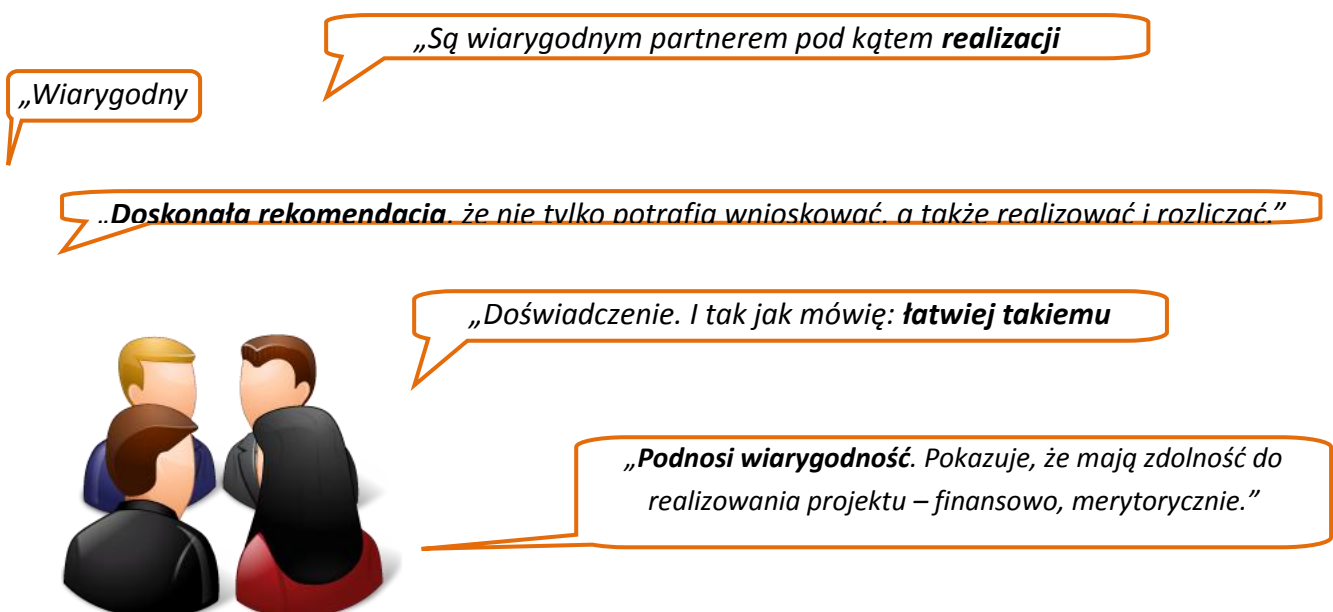 „Są wiarygodnym partnerem pod kątem realizacji
„Wiarygodny
„Doskonała rekomendacja, że nie tylko potrafią wnioskować, a także realizować i rozliczać.”
„Doświadczenie. I tak jak mówię: łatwiej takiemu
„Podnosi wiarygodność. Pokazuje, że mają zdolność do
realizowania projektu – finansowo, merytorycznie.”